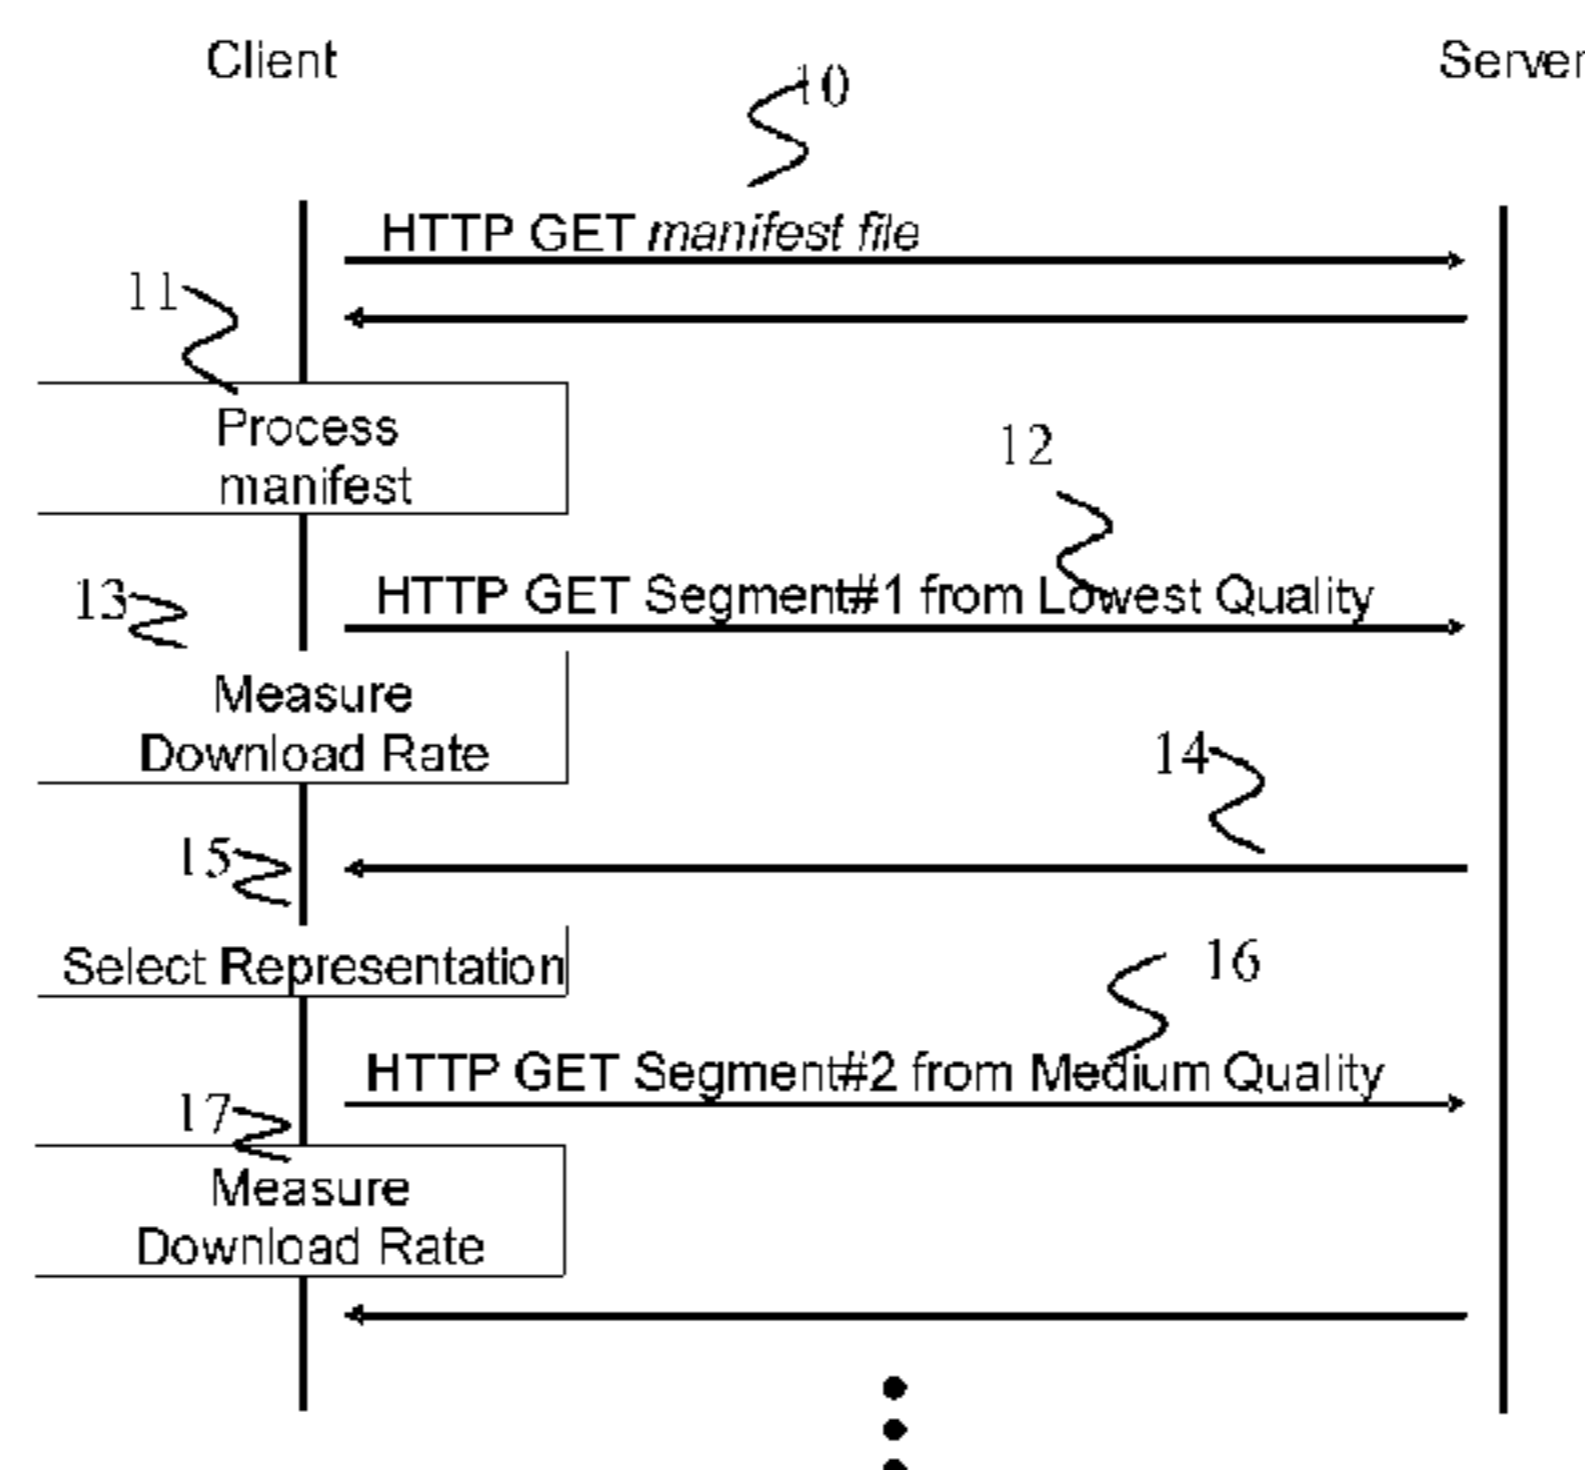 Client
Server
10
HTTP GET manifest file
11
Process
manifest
12
13
HTTP GET Segment#1 from Lowest Quality
Measure
Download Rate
14
15
Select Representation
16
HTTP GET Segment#2 from Medium Quality
17
Measure
Download Rate